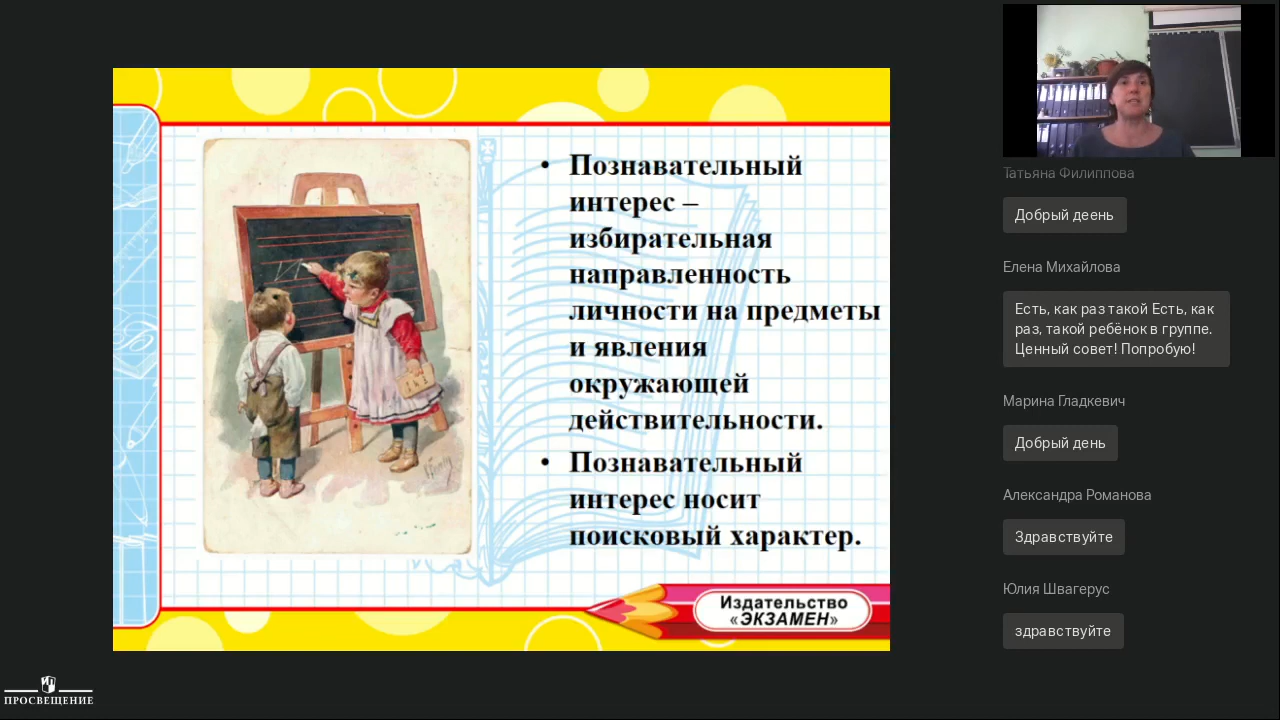 • Познавательный
интерес –
избирательная
направленность
личности на предметы
и явления
окружающей
действительности.
• Познавательный
интерес носит
поисковый характер.
Издательство
«ЭКЗАМЕН»
ПРОСВЕЩЕНИЕ
Татьяна Филиппова
Добрый деень
Елена Михайлова
Есть, как раз такой Есть, как
раз, такой ребёнок в группе.
Ценный совет! Попробую!
Марина Гладкевич
Добрый день
Александра Романова
Здравствуйте
Юлия Швагерус
здравствуйте